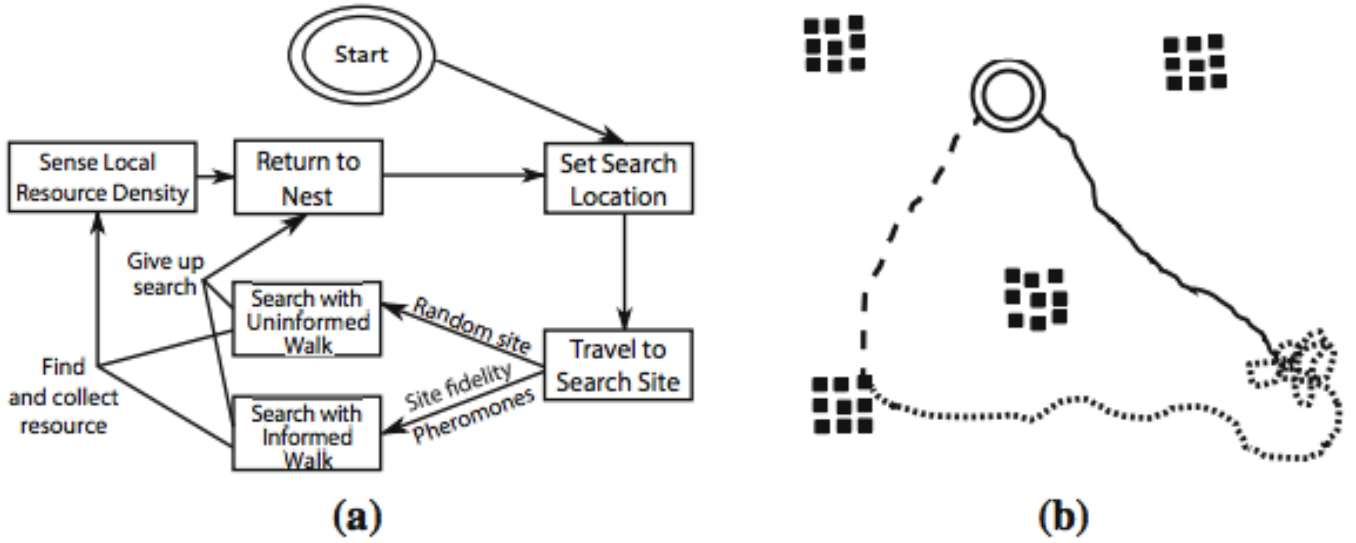 Start
Sense Local
Resource Density
Return to
Nest
Set Search
Location
Give up
search
Search with
Uninformed
Walk
Random site
Travel to
Search Site
Find
and collect
resource
Site fidelity
Pheromones
Search with
Informed
Walk
(a)
(b)